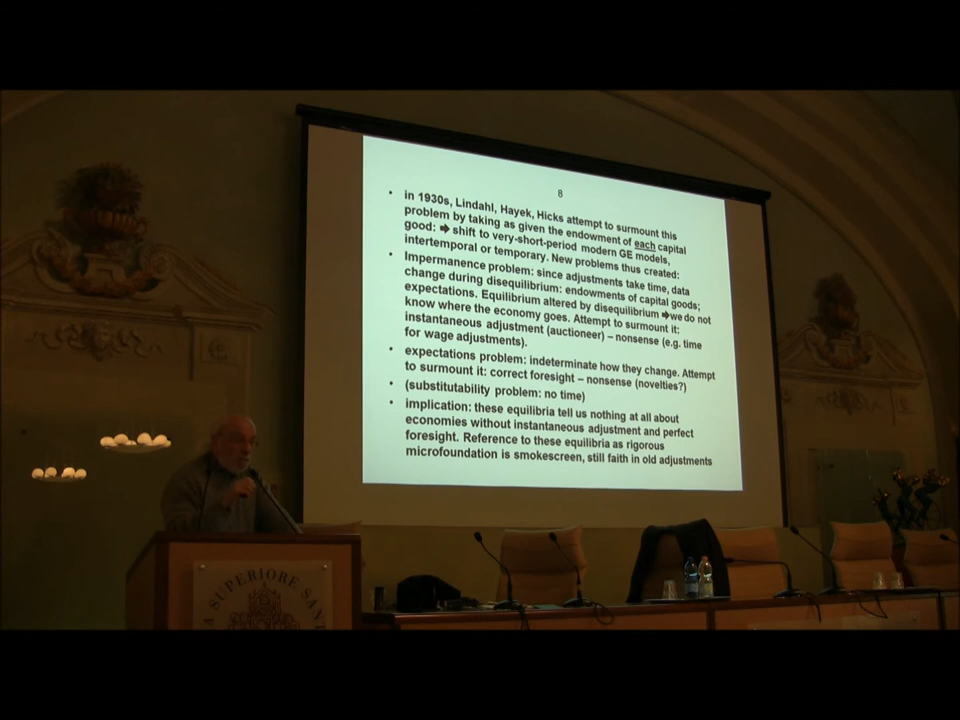 8
• in 1930s, Lindahl, Hayek, Hicks attempt to surmount this
problem by taking as given the endowment of each capital
good: ➔ shift to very-short-period modern GE models,
intertemporal or temporary. New problems thus created:
• Impermanence problem: since adjustments take time, data
change during disequilibrium: endowments of capital goods;
expectations. Equilibrium altered by disequilibrium ➔we do not
know where the economy goes. Attempt to surmount it:
instantaneous adjustment (auctioneer) – nonsense (e.g. time
for wage adjustments).
• expectations problem: indeterminate how they change. Attempt
to surmount it: correct foresight – nonsense (novelties?)
• (substitutability problem: no time)
• implication: these equilibria tell us nothing at all about
economies without instantaneous adjustment and perfect
foresight. Reference to these equilibria as rigorous
microfoundation is smokescreen, still faith in old adjustments
A SUPERIORE SANT